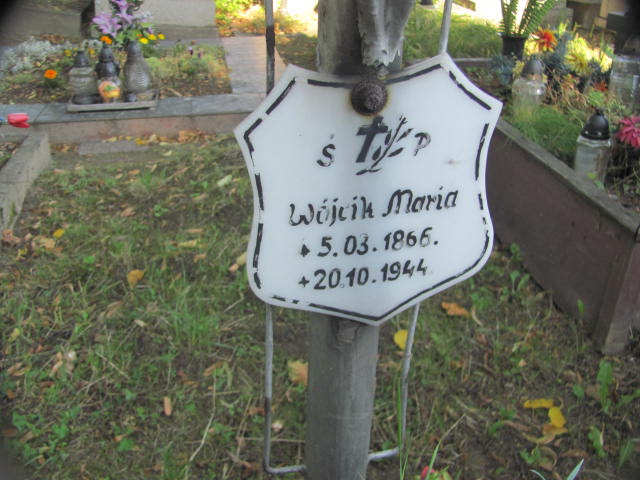 Ś P
Wójcik Maria
* 5.03.1866.
+ 20.10.1944.